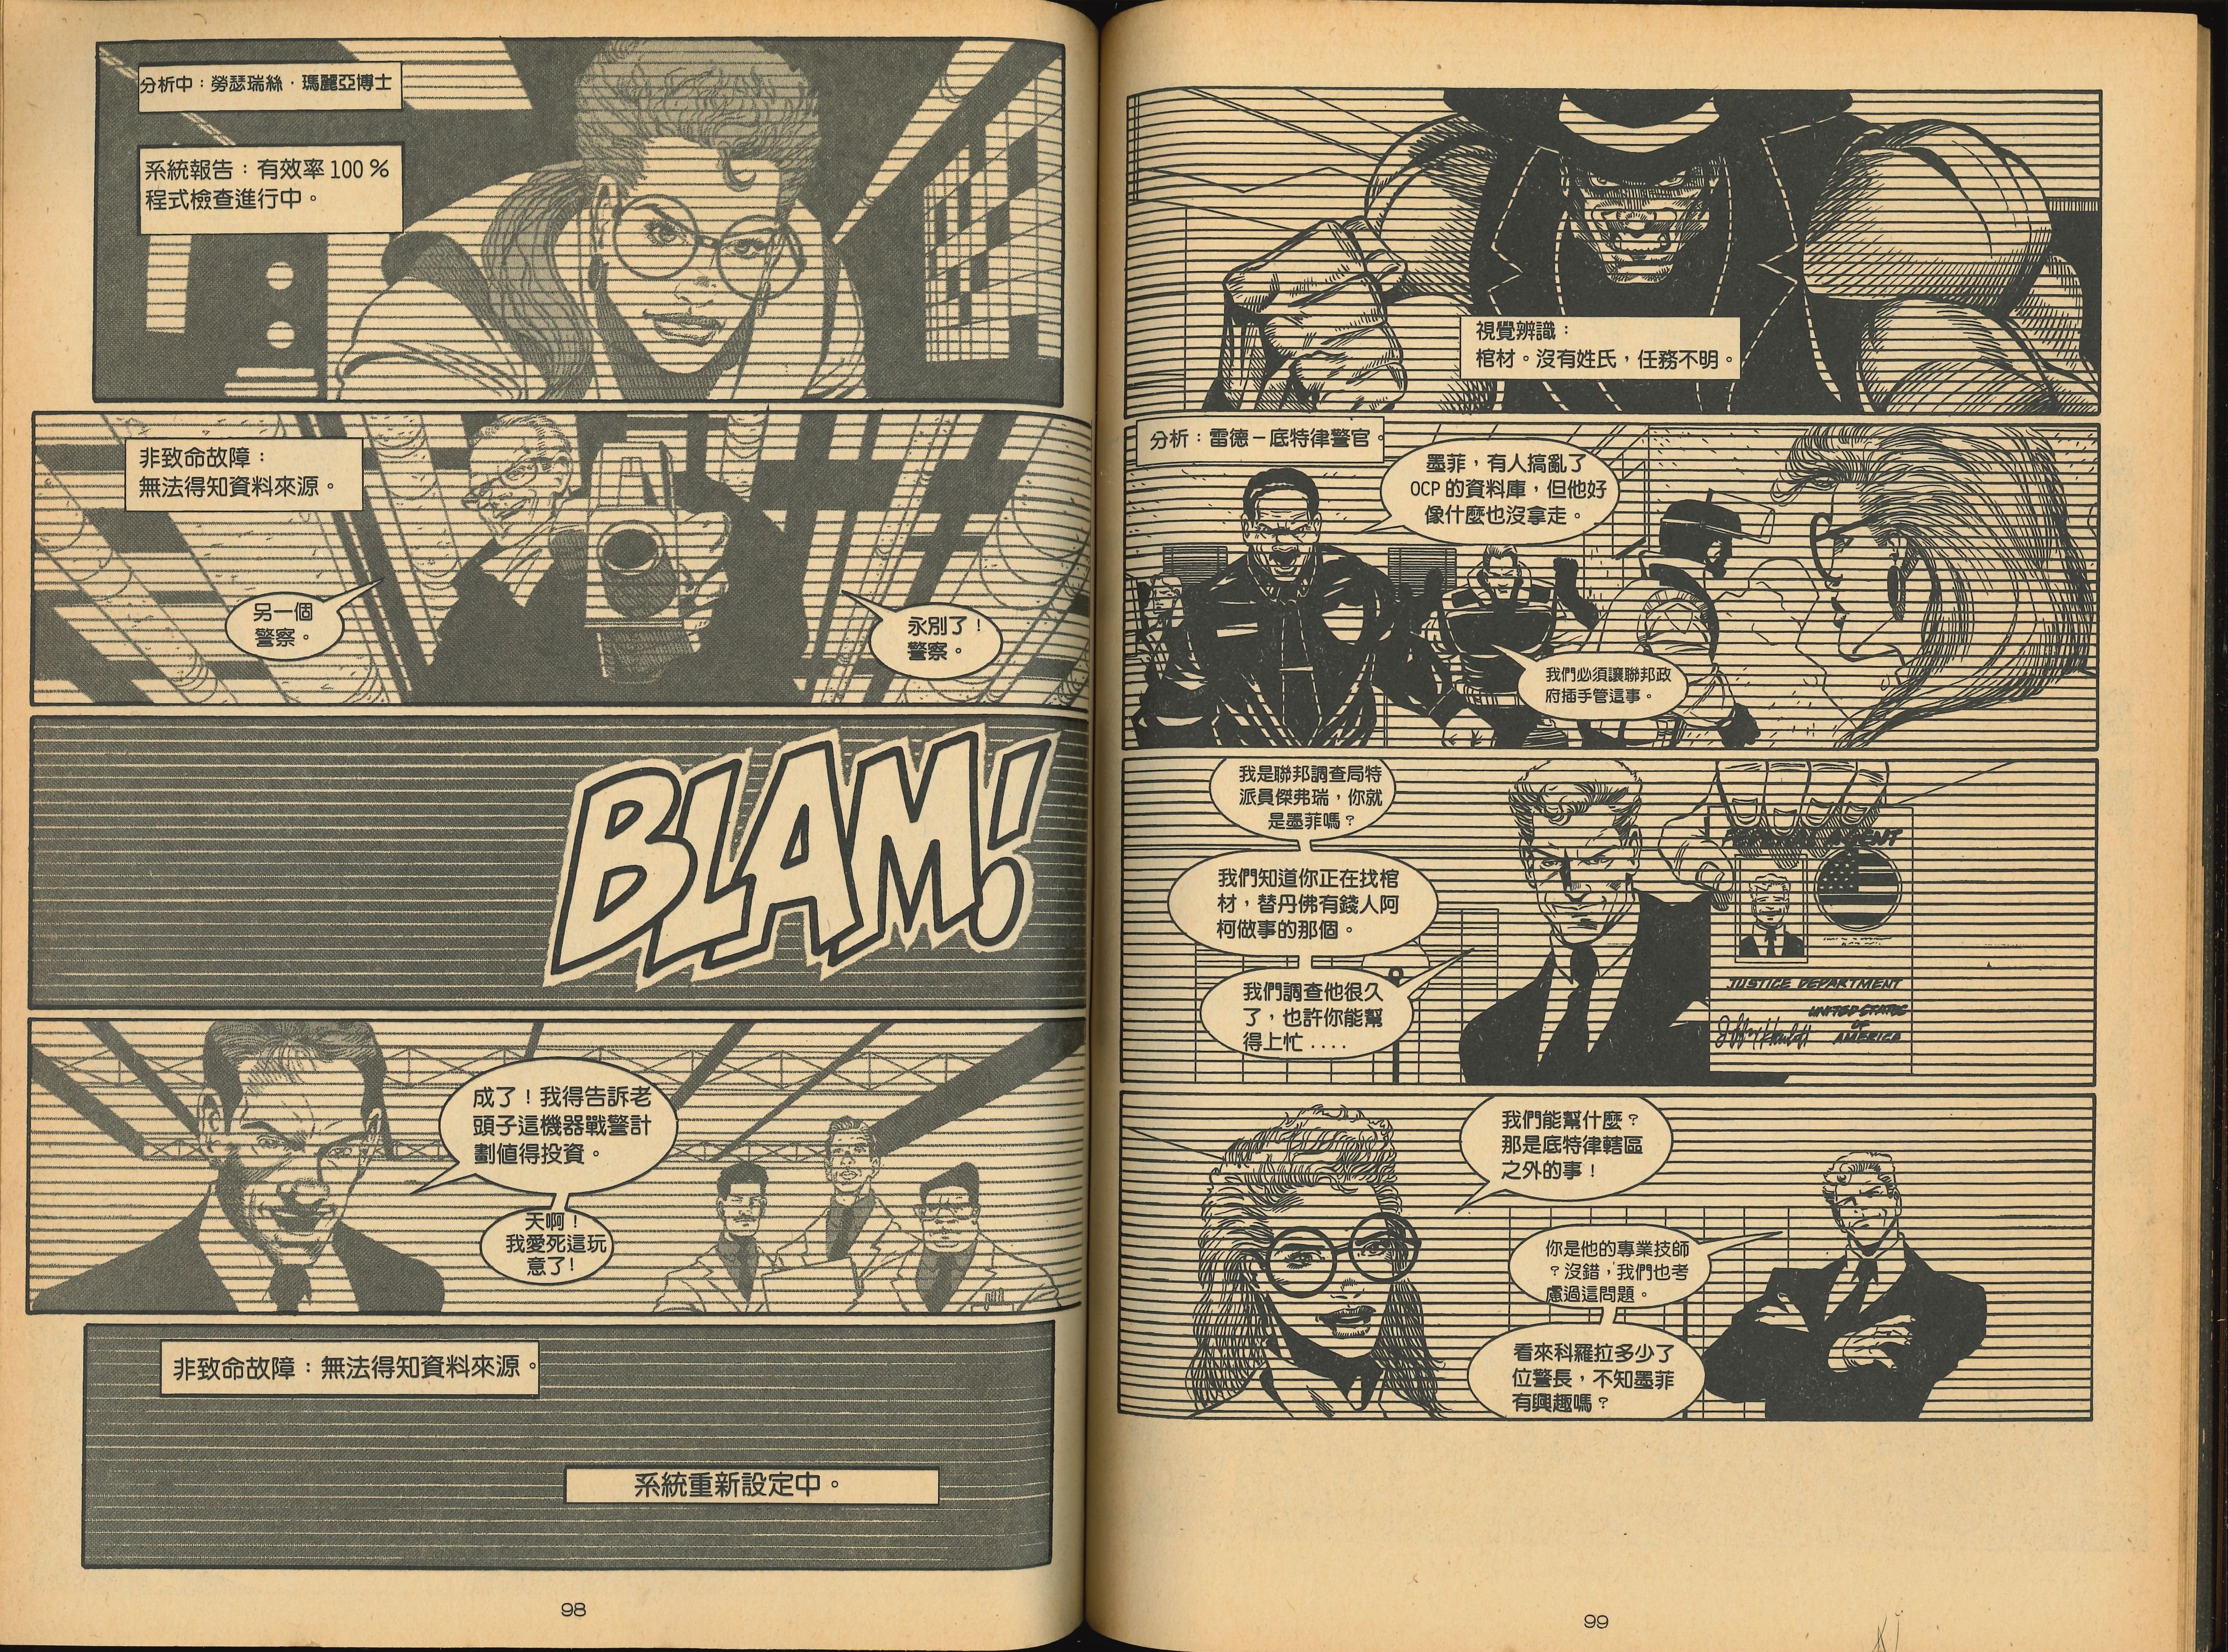 分析中：勞瑟瑞絲．瑪麗亞博士
系統報告：有效率100％
程式檢查進行中。
非致命故障：
無法得知資料來源。
另一個
警察。
永別了！
警察。
BLAM!
成了！我得告訴老
頭子這機器戰警計
劃值得投資。
天啊！
我愛死這玩
意了！
非致命故障：無法得知資料來源。
系統重新設定中。
98
視覺辨識：
棺材。沒有姓氏，任務不明。
分析：雷德－底特律警官。
墨菲，有人搞亂了
OCP的資料庫，但他好
像什麼也沒拿走。
我們必須讓聯邦政
府插手管這事。
我是聯邦調查局特
派員傑弗瑞，你就
是墨菲嗎？
我們知道你正在找棺
材，替丹佛有錢人阿
柯做事的那個。
我們調查他很久
了，也許你能幫
得上忙....
JUSTICE DEPARTMENT
UNITED STATES
OF
AMERICA
我們能幫什麼？
那是底特律轄區
之外的事！
你是他的專業技師
？沒錯，我們也考
慮過這問題。
看來科羅拉多少了
位警長，不知墨菲
有興趣嗎？
99